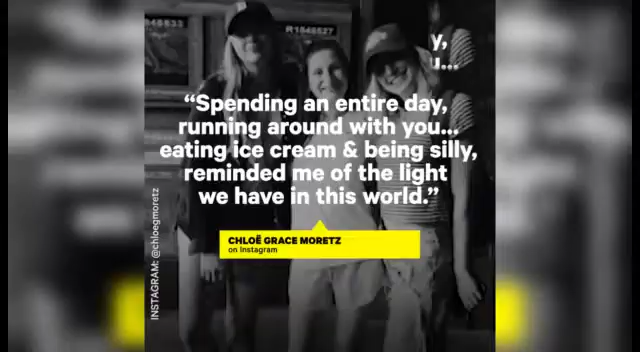 R1848527
y,
u...
“Spending an entire day,
running around with you...
eating ice cream & being silly,
reminded me of the light
we have in this world.”
CHLOË GRACE MORETZ
on Instagram
INSTAGRAM: @chloegmoretz